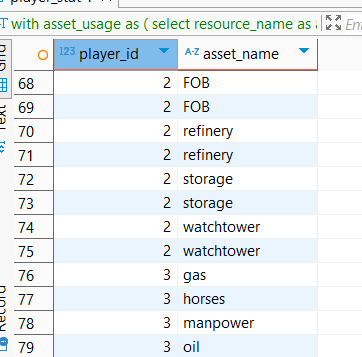 with asset_usage as ( select resource_name as
123 player_id A-Z asset_name
68 2 FOB
69 2 FOB
70 2 refinery
71 2 refinery
72 2 storage
73 2 storage
74 2 watchtower
75 2 watchtower
76 3 gas
77 3 horses
78 3 manpower
79 3 oil
Text
Record